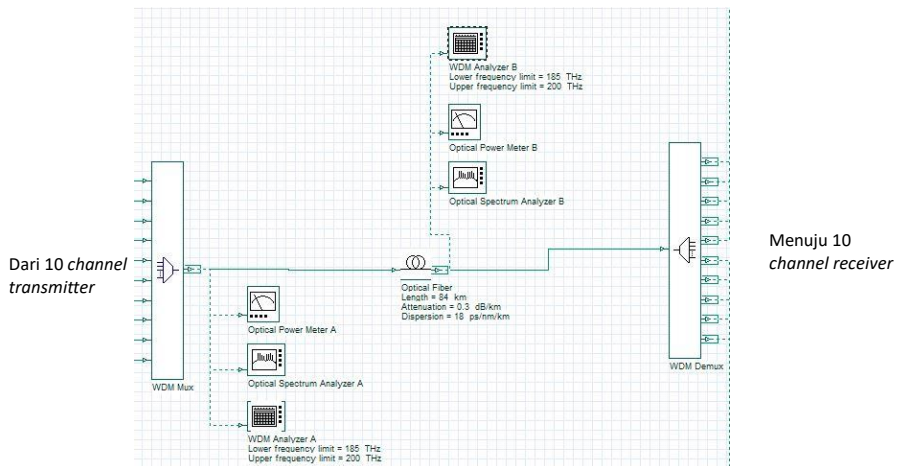 WDM Analyzer B
Lower frequency limit = 185  THz
Upper frequency limit = 200  THz
Optical Power Meter B
Optical Spectrum Analyzer B
Dari 10 channel
transmitter
Menuju 10
channel receiver
Optical Fiber
Length = 84  km
Attenuation = 0.3  dB/km
Dispersion = 18  ps/nm/km
Optical Power Meter A
Optical Spectrum Analyzer A
WDM Mux
WDM Demux
WDM Analyzer A
Lower frequency limit = 185  THz
Upper frequency limit = 200  THz